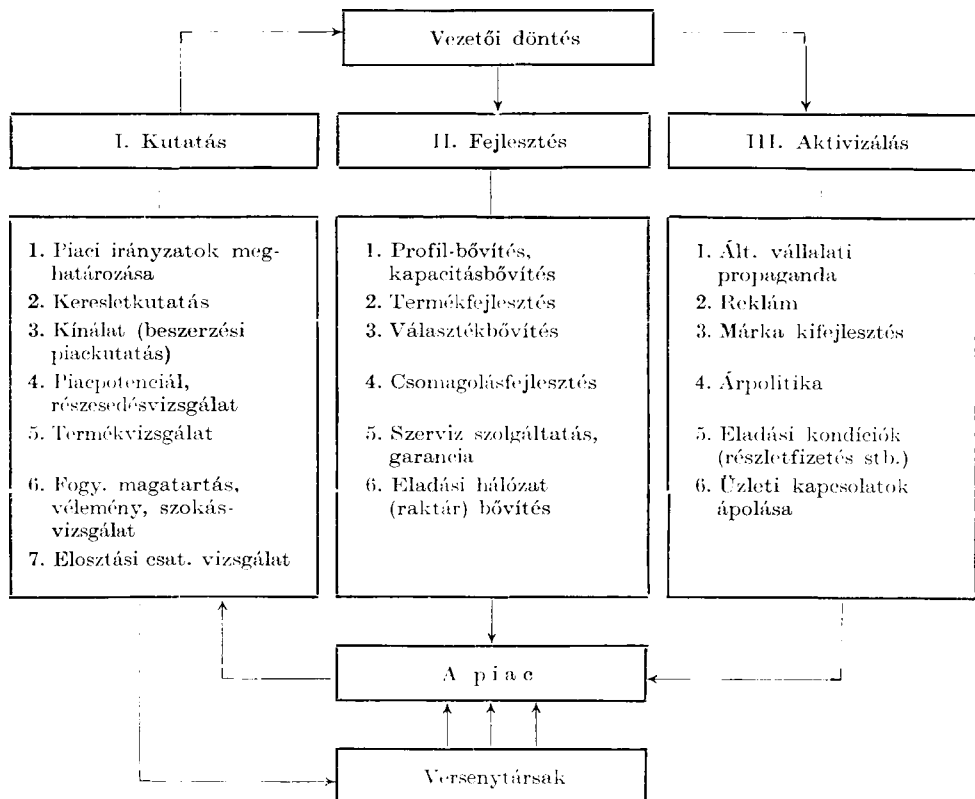 Vezetői döntés
I. Kutatás
II. Fejlesztés
III. Aktivizálás
1. Piaci irányzatok meg-
határozása
2. Keresletkutatás
3. Kínálat (beszerzési
piackutatás)
4. Piacpotenciál,
részesedésvizsgálat
5. Termékvizsgálat
6. Fogy. magatartás,
vélemény, szokás-
vizsgálat
7. Elosztási csat. vizsgálat
1. Profil-bővítés,
kapacitásbővítés
2. Termékfejlesztés
3. Választékbővítés
4. Csomagolásfejlesztés
5. Szerviz szolgáltatás,
garancia
6. Eladási hálózat
(raktár) bővítés
1. Ált. vállalati
propaganda
2. Reklám
3. Márka kifejlesztés
4. Árpolitika
5. Eladási kondíciók
(részletfizetés stb.)
6. Üzleti kapcsolatok
ápolása
A piac
Versenytársak